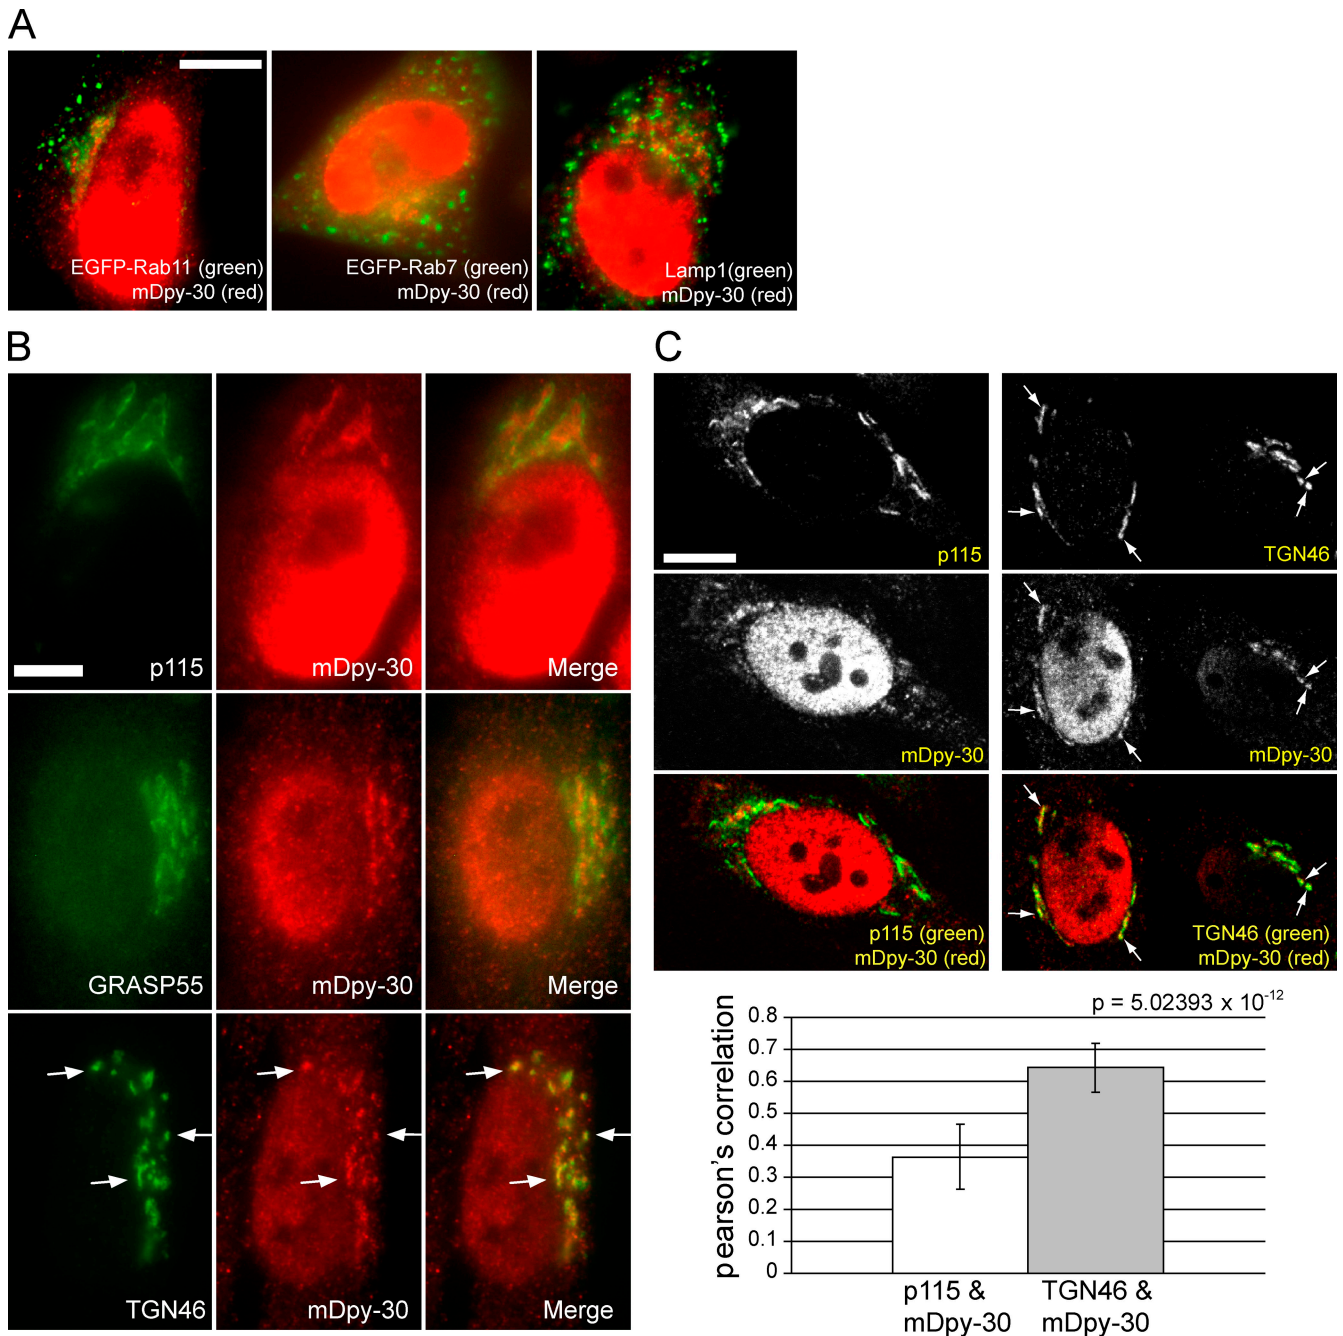 A
EGFP-Rab11 (green)
mDpy-30 (red)
EGFP-Rab7 (green)
mDpy-30 (red)
Lamp1(green)
mDpy-30 (red)
B
p115
mDpy-30
Merge
GRASP55
mDpy-30
Merge
TGN46
mDpy-30
Merge
C
p115
TGN46
mDpy-30
mDpy-30
p115 (green)
mDpy-30 (red)
TGN46 (green)
mDpy-30 (red)
p = 5.02393 x 10⁻¹²
pearson's correlation
0.8
0.7
0.6
0.5
0.4
0.3
0.2
0.1
0
p115 &
mDpy-30
TGN46 &
mDpy-30